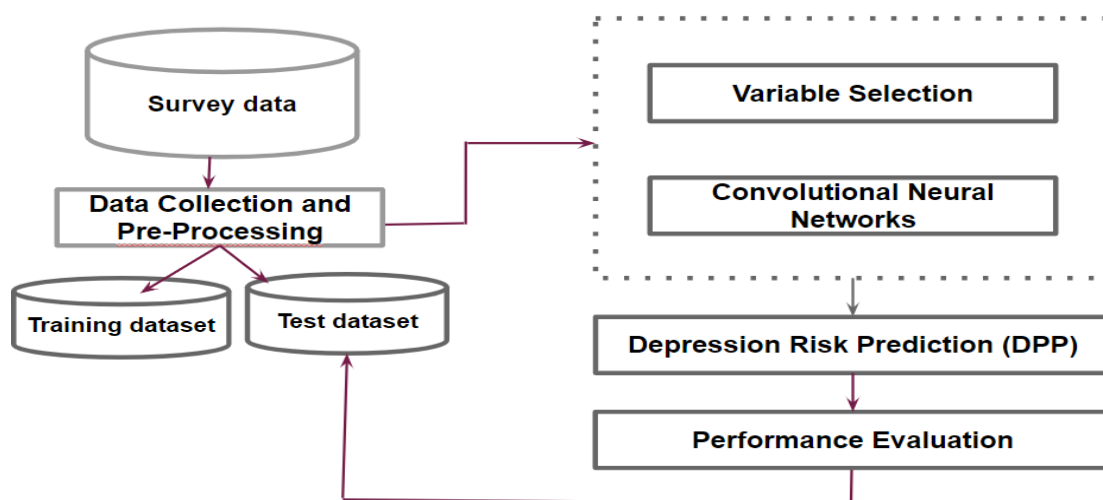 Survey data
Data Collection and
Pre-Processing
Training dataset
Test dataset
Variable Selection
Convolutional Neural
Networks
Depression Risk Prediction (DPP)
Performance Evaluation